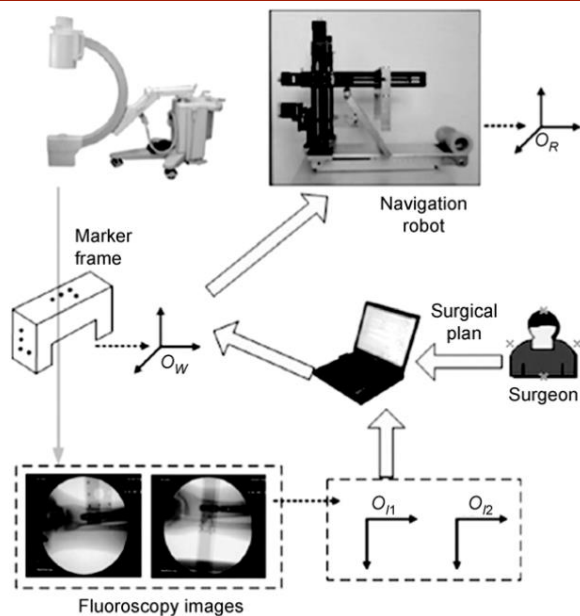 O_R
Navigation
robot
Marker
frame
O_W
Surgical
plan
Surgeon
O_I1
O_I2
Fluoroscopy images